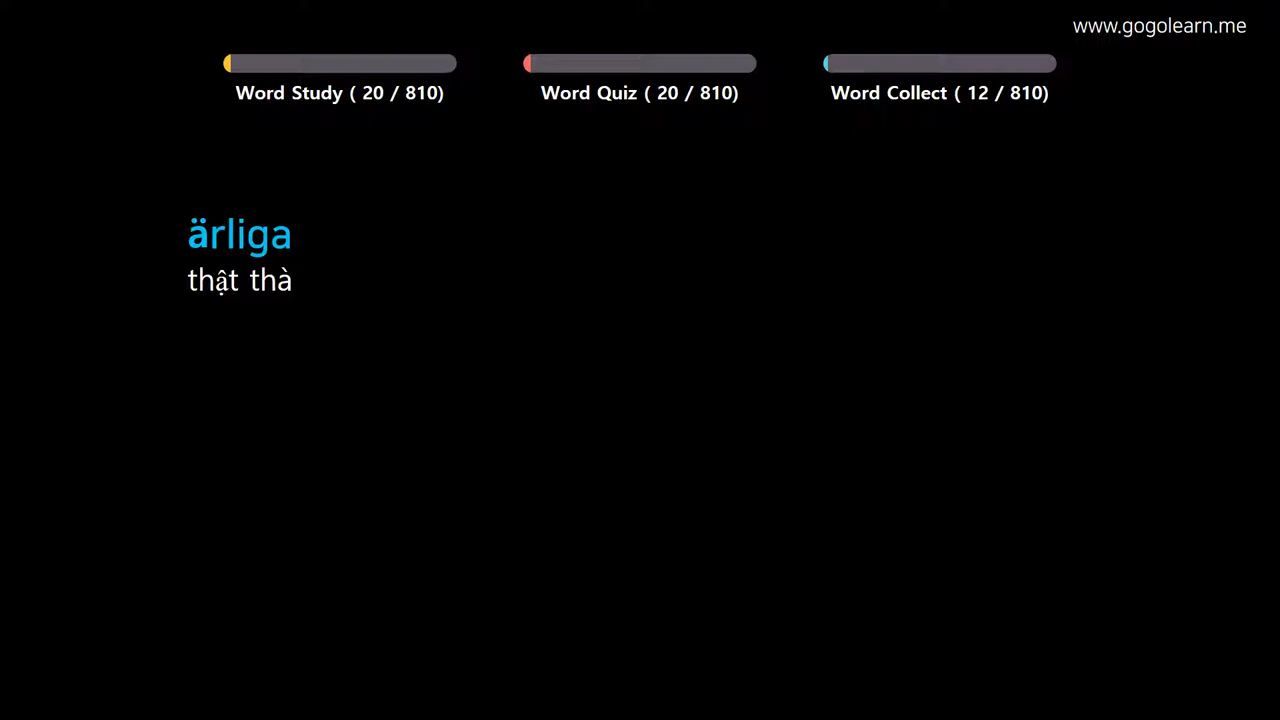 www.gogolearn.me
Word Study ( 20 / 810)
Word Quiz ( 20 / 810)
Word Collect ( 12 / 810)
ärliga
thật thà